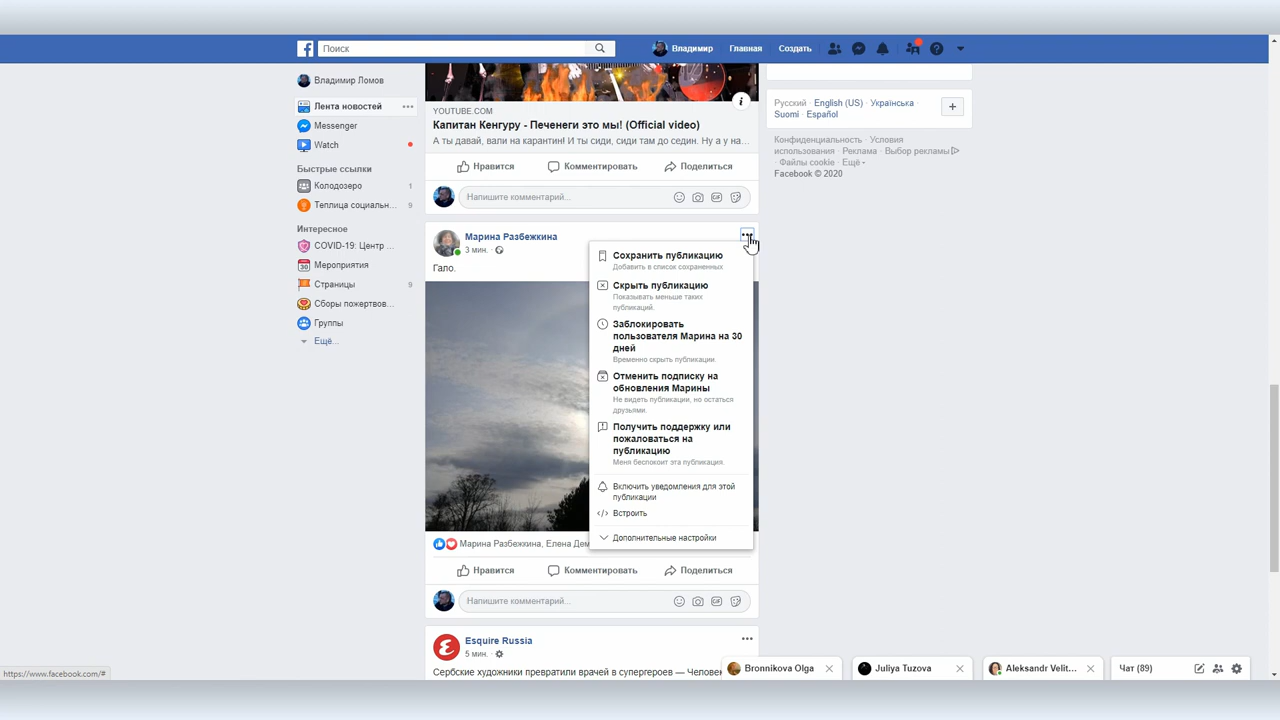 Поиск
Владимир
Главная
Создать
Владимир Ломов
Лента новостей
Messenger
Watch
Быстрые ссылки
Колодозеро 1
Теплица социальн... 9
Интересное
COVID-19: Центр ...
Мероприятия
Страницы 9
Сборы пожертвов...
Группы
Ещё...
YOUTUBE.COM
Капитан Кенгуру - Печенеги это мы! (Official video)
А ты давай, вали на карантин! И ты сиди, сиди там до седин. Ну а у на...
Нравится Комментировать Поделиться
Напишите комментарий...
GIF
Марина Разбежкина
3 мин.
Гало.
Сохранить публикацию
Добавить в список сохраненных
Скрыть публикацию
Показывать меньше таких
публикаций.
Заблокировать
пользователя Марина на 30
дней
Временно скрыть публикации.
Отменить подписку на
обновления Марины
Не видеть публикации, но остаться
друзьями.
Получить поддержку или
пожаловаться на
публикацию
Меня беспокоит эта публикация.
Включить уведомления для этой
публикации
Встроить
Дополнительные настройки
Марина Разбежкина, Елена Дем
Нравится Комментировать Поделиться
Напишите комментарий...
GIF
Esquire Russia
5 мин.
Сербские художники превратили врачей в супергероев — Человек
Русский · English (US) · Українська ·
Suomi · Español
Конфиденциальность · Условия
использования · Реклама · Выбор рекламы
· Файлы cookie · Ещё
Facebook © 2020
https://www.facebook.com/#
Bronnikova Olga
Juliya Tuzova
Aleksandr Velit...
Чат (89)